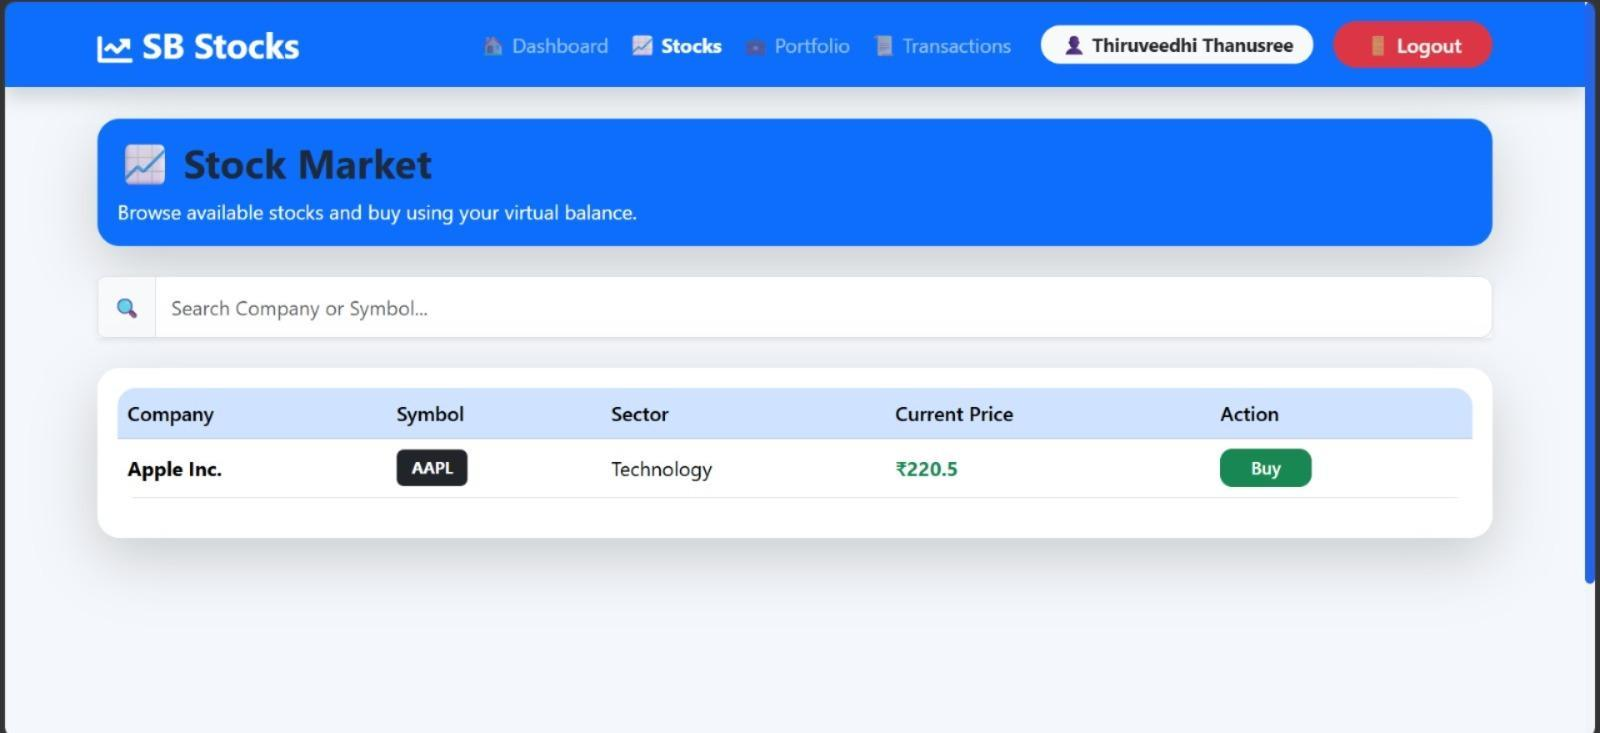 SB Stocks
Dashboard Stocks Portfolio Transactions Thiruveedhi Thanusree Logout
Stock Market
Browse available stocks and buy using your virtual balance.
Search Company or Symbol...
Company Symbol Sector Current Price Action
Apple Inc. AAPL Technology ₹220.5 Buy